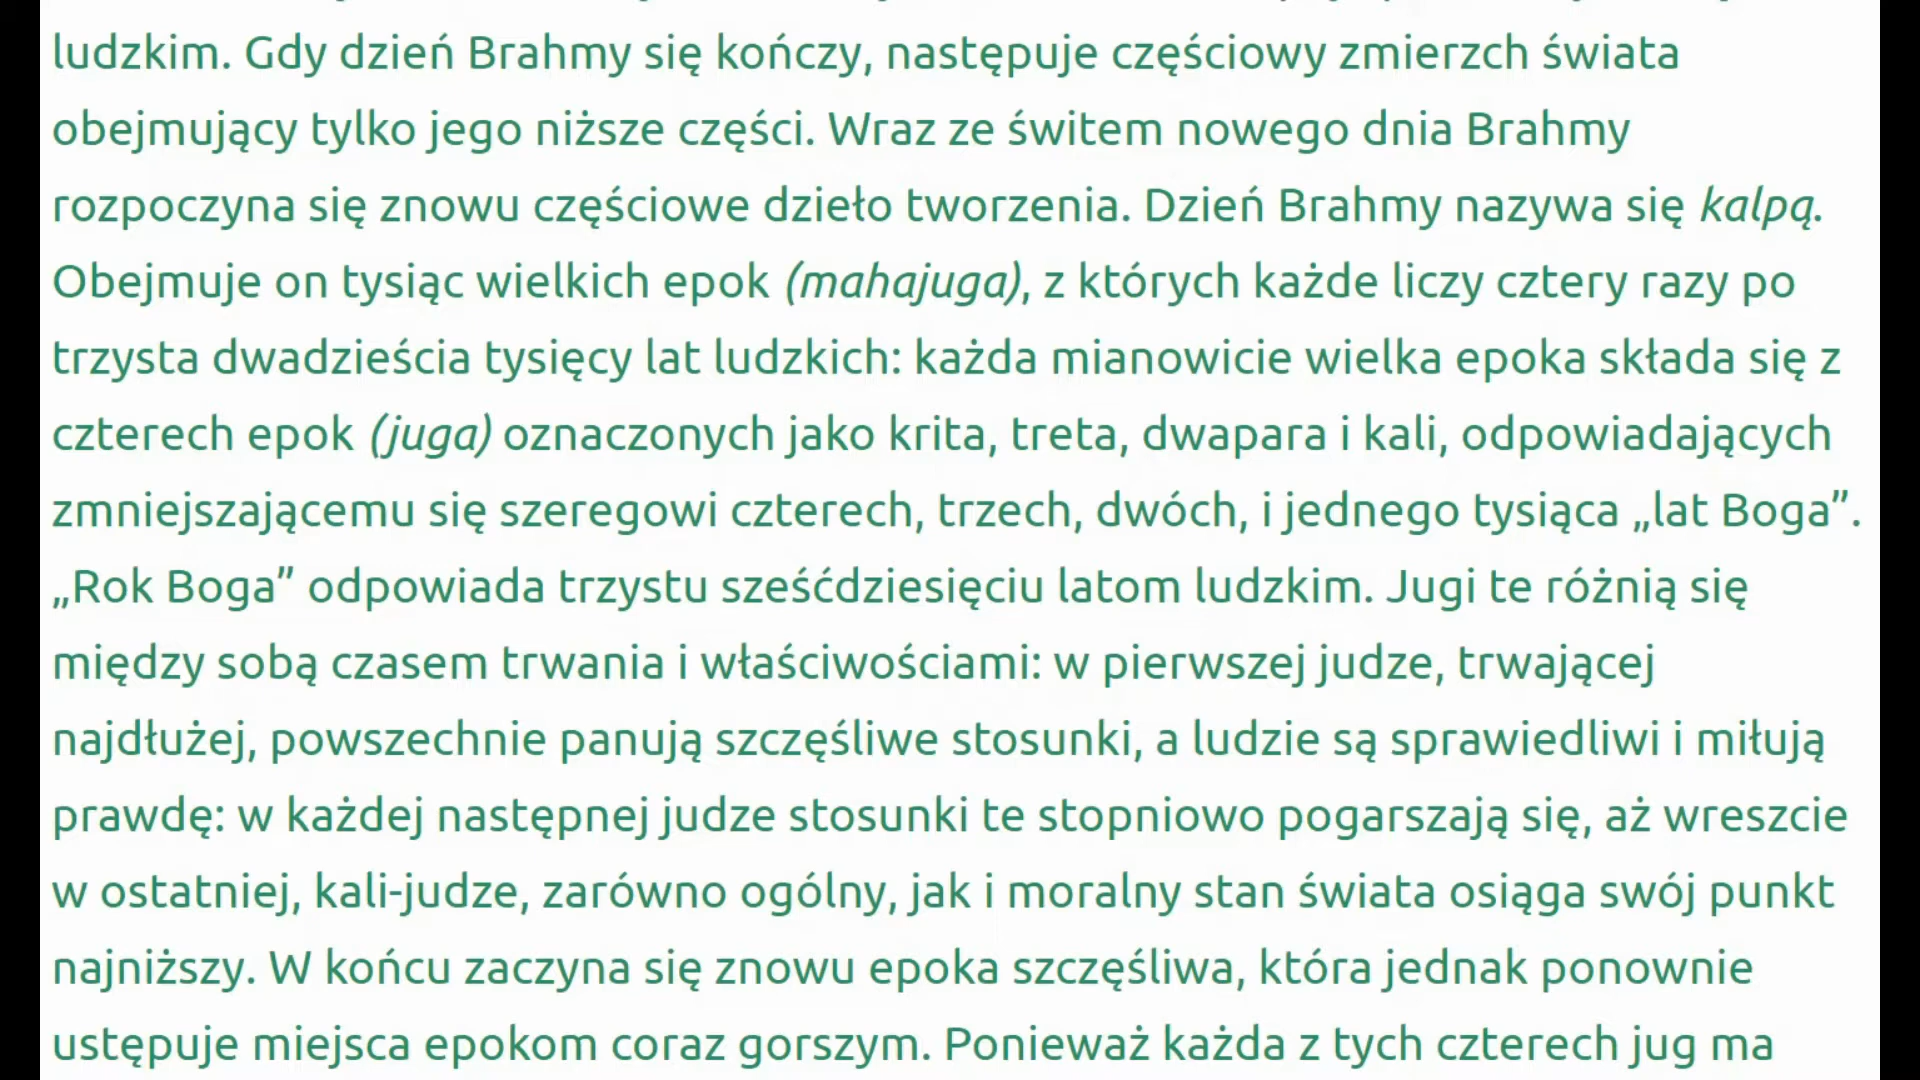 ludzkim. Gdy dzień Brahmy się kończy, następuje częściowy zmierzch świata
obejmujący tylko jego niższe części. Wraz ze świtem nowego dnia Brahmy
rozpoczyna się znowu częściowe dzieło tworzenia. Dzień Brahmy nazywa się kalpą.
Obejmuje on tysiąc wielkich epok (mahajuga), z których każde liczy cztery razy po
trzysta dwadzieścia tysięcy lat ludzkich: każda mianowicie wielka epoka składa się z
czterech epok (juga) oznaczonych jako krita, treta, dwapara i kali, odpowiadających
zmniejszającemu się szeregowi czterech, trzech, dwóch, i jednego tysiąca „lat Boga”.
„Rok Boga” odpowiada trzystu sześćdziesięciu latom ludzkim. Jugi te różnią się
między sobą czasem trwania i właściwościami: w pierwszej judze, trwającej
najdłużej, powszechnie panują szczęśliwe stosunki, a ludzie są sprawiedliwi i miłują
prawdę: w każdej następnej judze stosunki te stopniowo pogarszają się, aż wreszcie
w ostatniej, kali-judze, zarówno ogólny, jak i moralny stan świata osiąga swój punkt
najniższy. W końcu zaczyna się znowu epoka szczęśliwa, która jednak ponownie
ustępuje miejsca epokom coraz gorszym. Ponieważ każda z tych czterech jug ma